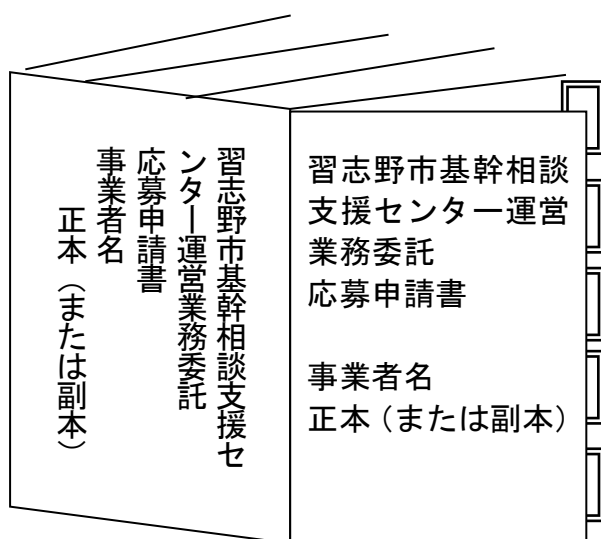 習志野市基幹相談支援セ
ンター運営業務委託
応募申請書
事業者名
正本（または副本）
習志野市基幹相談
支援センター運営
業務委託
応募申請書
事業者名
正本（または副本）